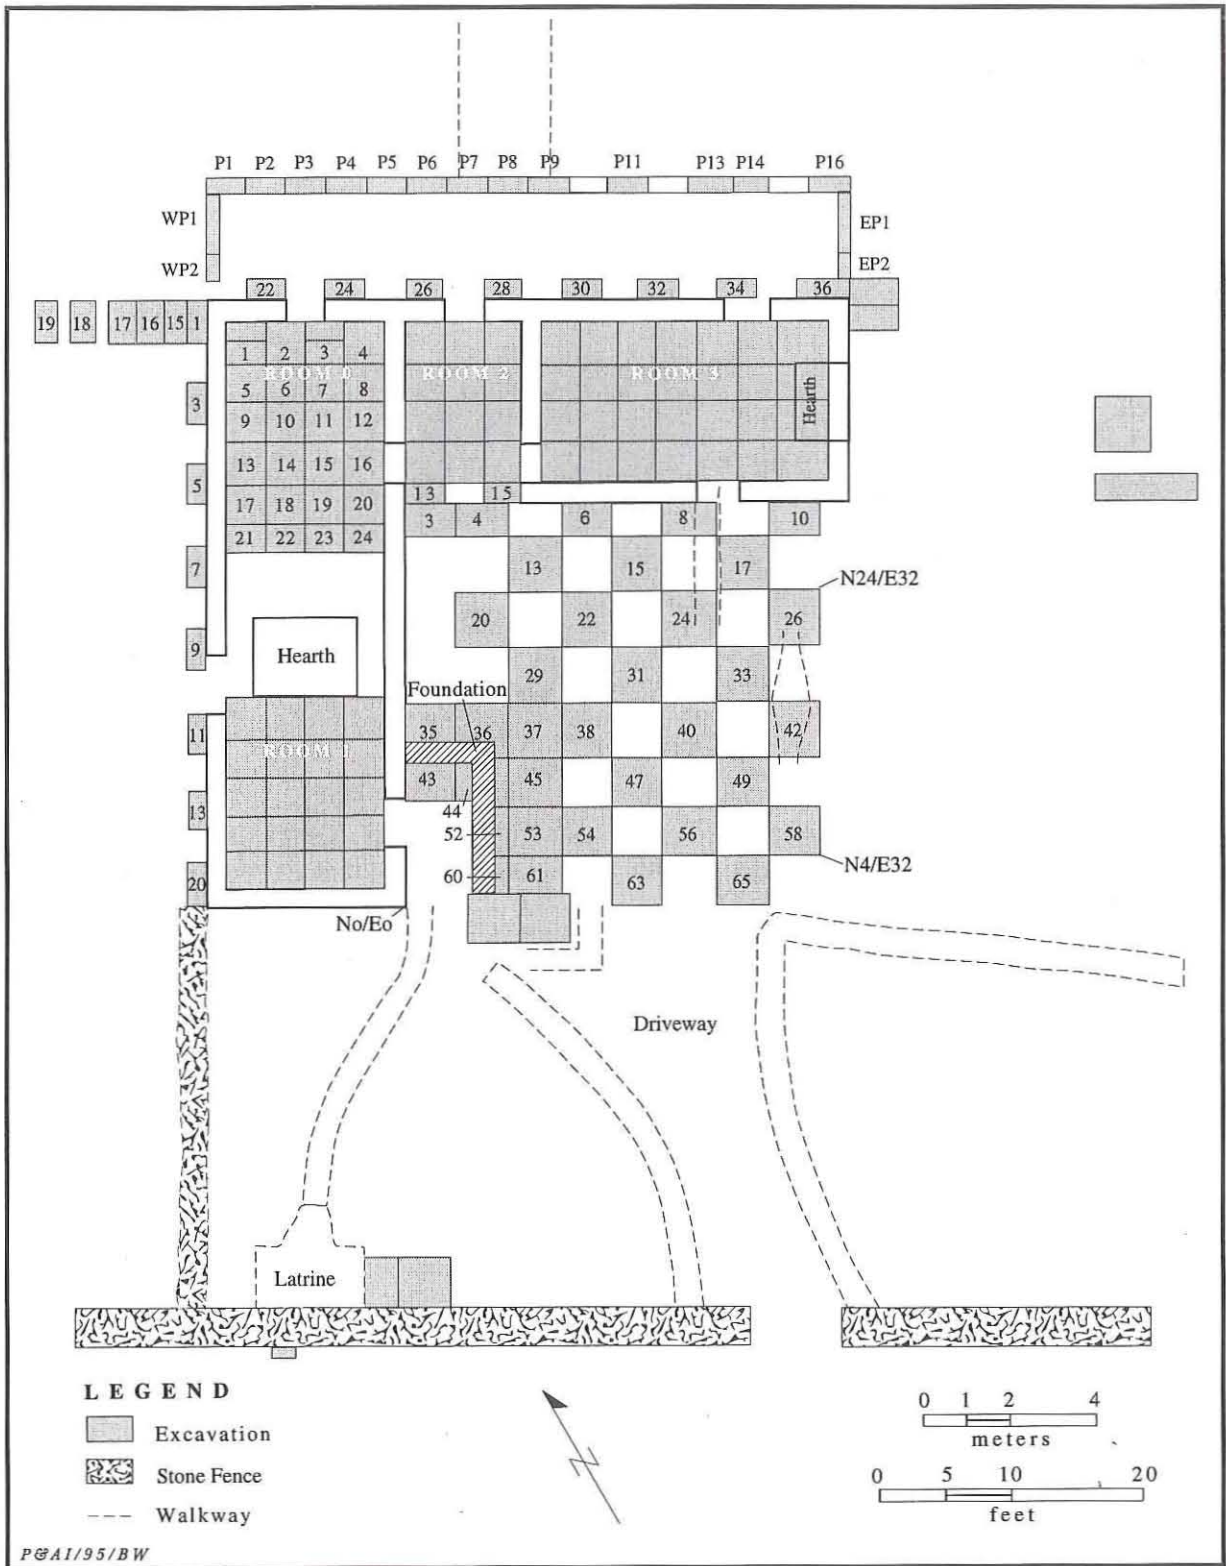 P1 P2 P3 P4 P5 P6 P7 P8 P9 P11 P13 P14 P16
WP1 EP1
WP2 EP2
22 24 26 28 30 32 34 36
19 18 17 16 15 1
1 2 3 4
ROOM 0 ROOM 2 ROOM 3
5 6 7 8
Hearth
3
9 10 11 12
13 14 15 16
5
13 15
17 18 19 20
3 4 6 8 10
21 22 23 24
7
13 15 17
N24/E32
20 22 24 26
9
Hearth
29 31 33
Foundation
11
35 36 37 38 40 42
ROOM 1
43 45 47 49
13
44
52 53 54 56 58
N4/E32
20
60 61 63 65
No/Eo
Driveway
Latrine
LEGEND
Excavation
Stone Fence
Walkway
0 1 2 4
meters
0 5 10 20
feet
P&AI/95/BW